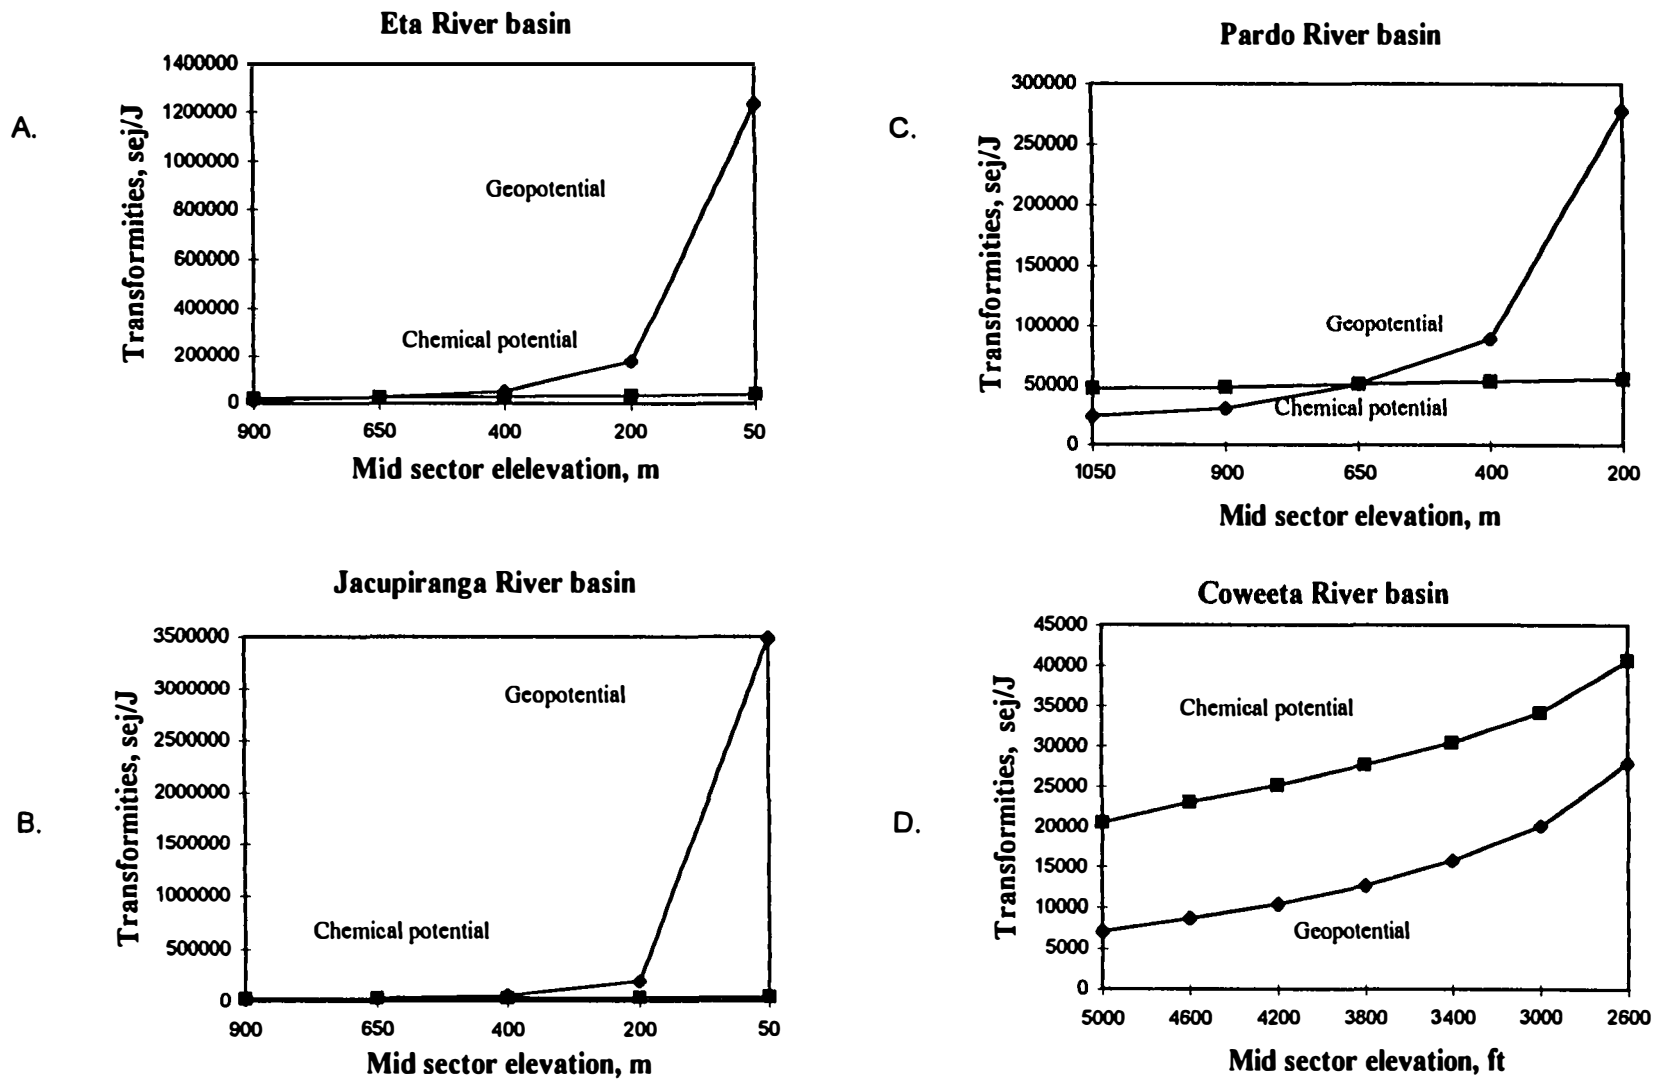 A.
Eta River basin
Transformities, sej/J
1400000
1200000
1000000
800000
600000
400000
200000
0
Geopotential
Chemical potential
900 650 400 200 50
Mid sector elelevation, m
C.
Pardo River basin
Transformities, sej/J
300000
250000
200000
150000
100000
50000
0
Geopotential
Chemical potential
1050 900 650 400 200
Mid sector elevation, m
B.
Jacupiranga River basin
Transformities, sej/J
3500000
3000000
2500000
2000000
1500000
1000000
500000
0
Geopotential
Chemical potential
900 650 400 200 50
Mid sector elevation, m
D.
Coweeta River basin
Transformities, sej/J
45000
40000
35000
30000
25000
20000
15000
10000
5000
0
Chemical potential
Geopotential
5000 4600 4200 3800 3400 3000 2600
Mid sector elevation, ft